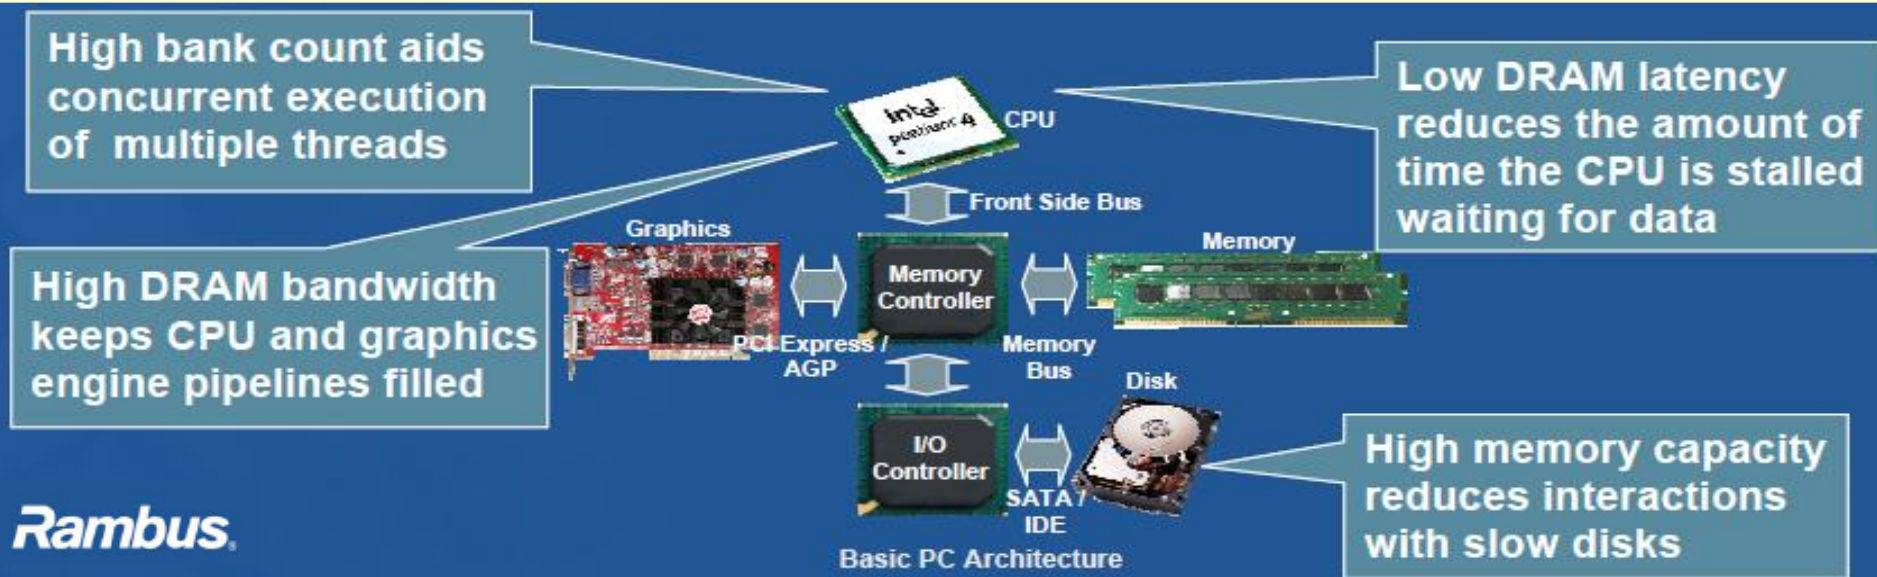 High bank count aids
concurrent execution
of multiple threads
intel
pentium 4
CPU
Low DRAM latency
reduces the amount of
time the CPU is stalled
waiting for data
Front Side Bus
Graphics
Memory
Memory
Controller
High DRAM bandwidth
keeps CPU and graphics
engine pipelines filled
PCI Express /
AGP
Memory
Bus
Disk
I/O
Controller
SATA /
IDE
High memory capacity
reduces interactions
with slow disks
Rambus.
Basic PC Architecture